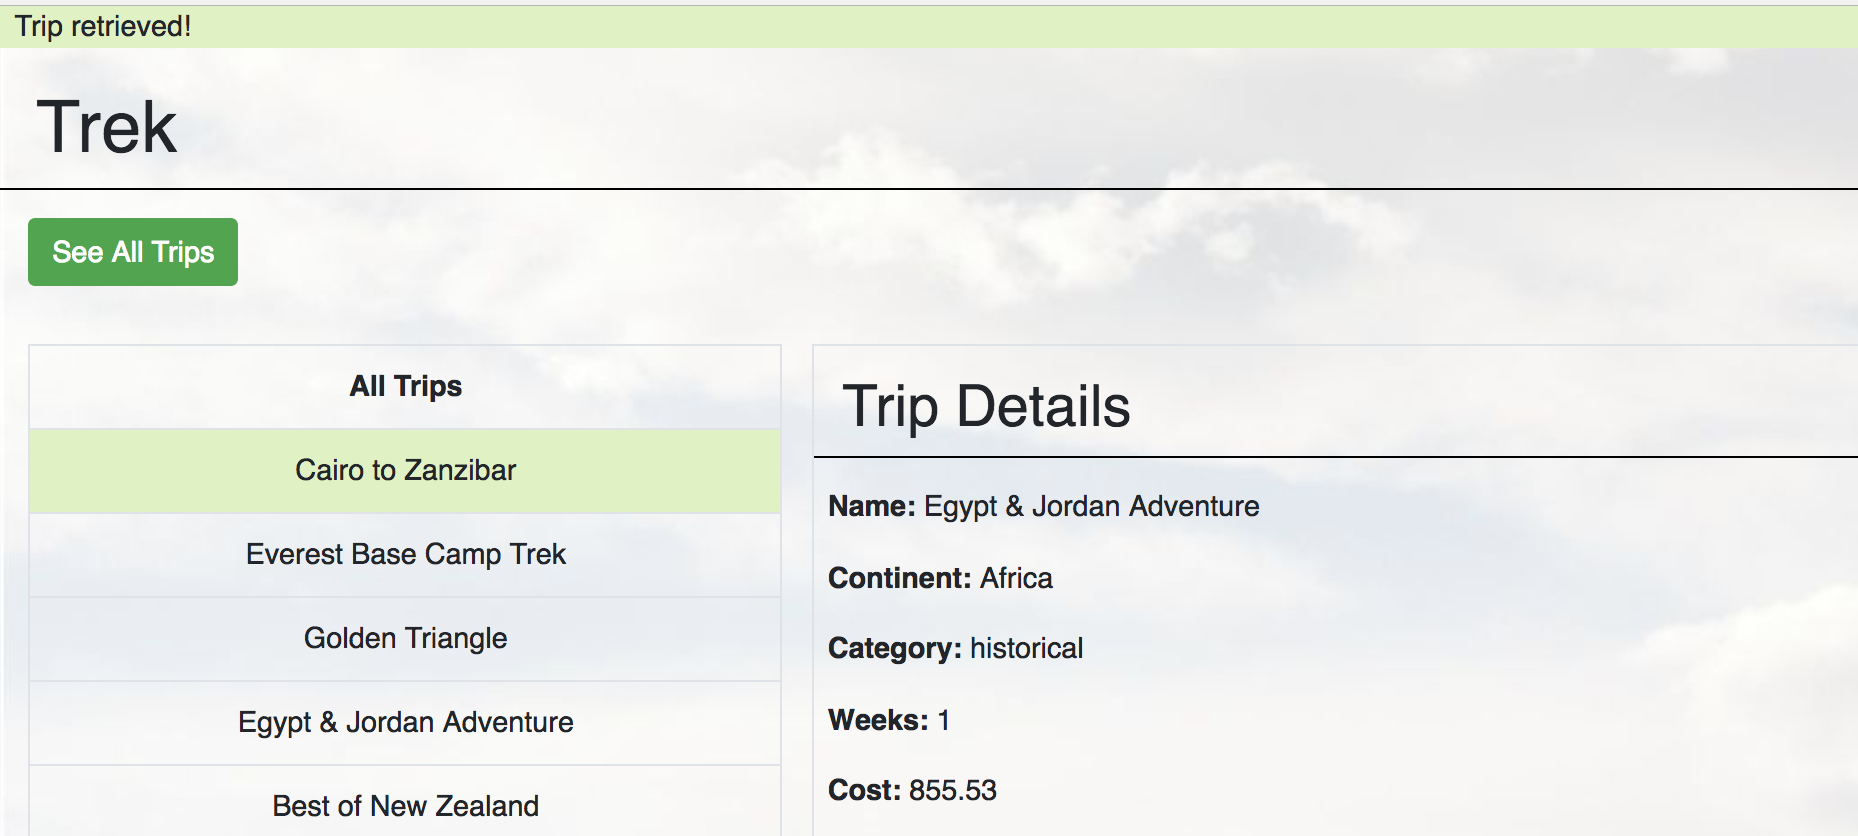 Trip retrieved!
Trek
See All Trips
All Trips
Cairo to Zanzibar
Everest Base Camp Trek
Golden Triangle
Egypt & Jordan Adventure
Best of New Zealand
Trip Details
Name: Egypt & Jordan Adventure
Continent: Africa
Category: historical
Weeks: 1
Cost: 855.53